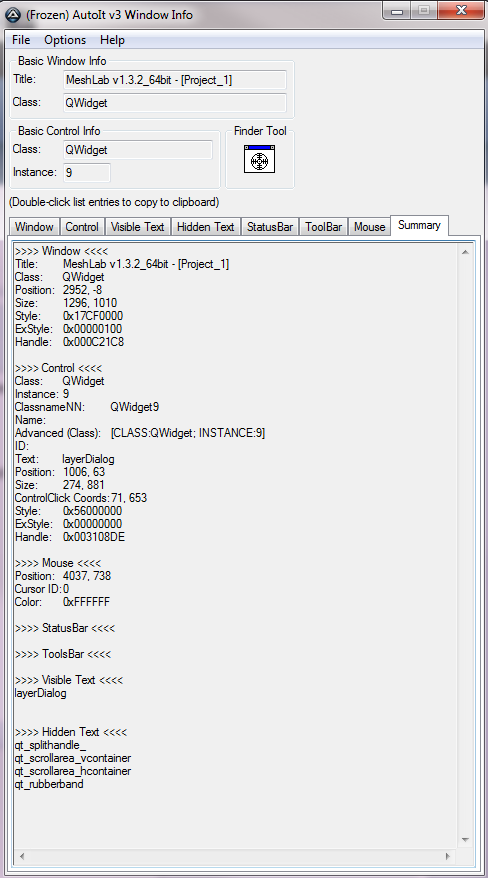 (Frozen) AutoIt v3 Window Info
File Options Help
Basic Window Info
Title: MeshLab v1.3.2_64bit - [Project_1]
Class: QWidget
Basic Control Info
Finder Tool
Class: QWidget
Instance: 9
(Double-click list entries to copy to clipboard)
Window Control Visible Text Hidden Text StatusBar ToolBar Mouse Summary
>>>> Window <<<<
Title: MeshLab v1.3.2_64bit - [Project_1]
Class: QWidget
Position: 2952, -8
Size: 1296, 1010
Style: 0x17CF0000
ExStyle: 0x00000100
Handle: 0x000C21C8
>>>> Control <<<<
Class: QWidget
Instance: 9
ClassnameNN: QWidget9
Name:
Advanced (Class): [CLASS:QWidget; INSTANCE:9]
ID:
Text: layerDialog
Position: 1006, 63
Size: 274, 881
ControlClick Coords: 71, 653
Style: 0x56000000
ExStyle: 0x00000000
Handle: 0x003108DE
>>>> Mouse <<<<
Position: 4037, 738
Cursor ID: 0
Color: 0xFFFFFF
>>>> StatusBar <<<<
>>>> ToolsBar <<<<
>>>> Visible Text <<<<
layerDialog
>>>> Hidden Text <<<<
qt_splithandle_
qt_scrollarea_vcontainer
qt_scrollarea_hcontainer
qt_rubberband